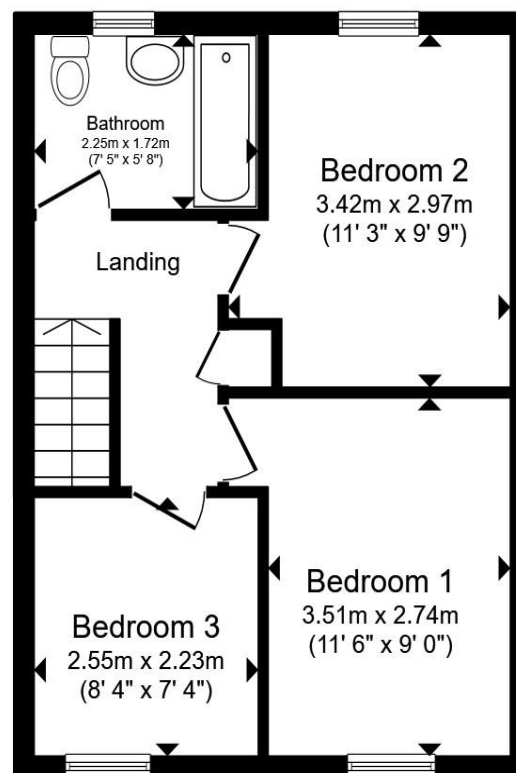 Bathroom
2.25m x 1.72m
(7' 5" x 5' 8")
Bedroom 2
3.42m x 2.97m
(11' 3" x 9' 9")
Landing
Bedroom 1
3.51m x 2.74m
(11' 6" x 9' 0")
Bedroom 3
2.55m x 2.23m
(8' 4" x 7' 4")